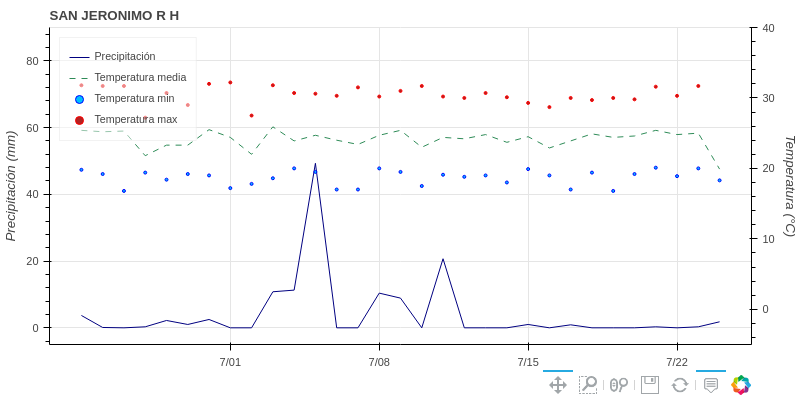 SAN JERONIMO R H
Precipitación
Temperatura media
Temperatura min
Temperatura max
Precipitación (mm)
80
60
40
20
0
Temperatura (°C)
40
30
20
10
0
7/01
7/08
7/15
7/22